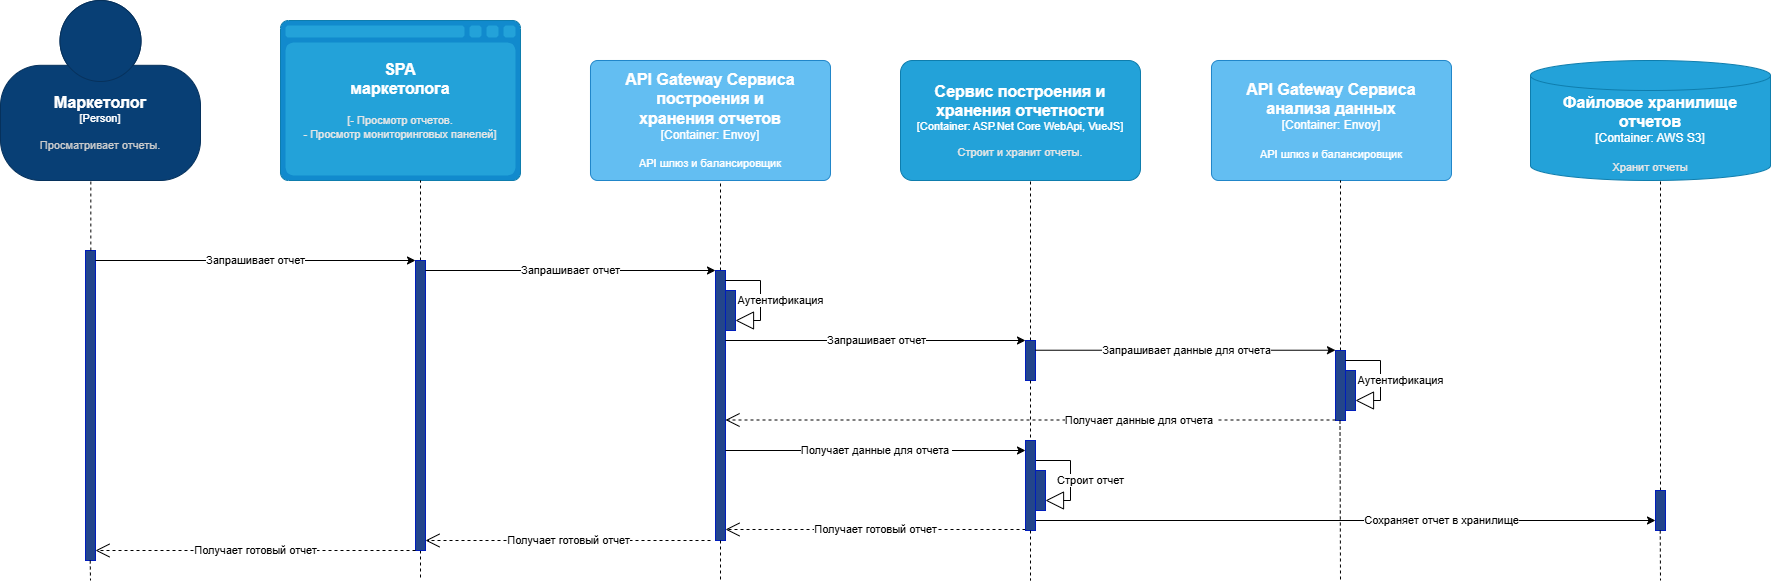 Маркетолог
[Person]
Просматривает отчеты.
SPA
маркетолога
[- Просмотр отчетов.
- Просмотр мониторинговых панелей]
API Gateway Сервиса
построения и
хранения отчетов
[Container: Envoy]
API шлюз и балансировщик
Сервис построения и
хранения отчетности
[Container: ASP.Net Core WebApi, VueJS]
Строит и хранит отчеты.
API Gateway Сервиса
анализа данных
[Container: Envoy]
API шлюз и балансировщик
Файловое хранилище
отчетов
[Container: AWS S3]
Хранит отчеты
Запрашивает отчет
Запрашивает отчет
Аутентификация
Запрашивает отчет
Запрашивает данные для отчета
Аутентификация
Получает данные для отчета
Получает данные для отчета
Строит отчет
Сохраняет отчет в хранилище
Получает готовый отчет
Получает готовый отчет
Получает готовый отчет